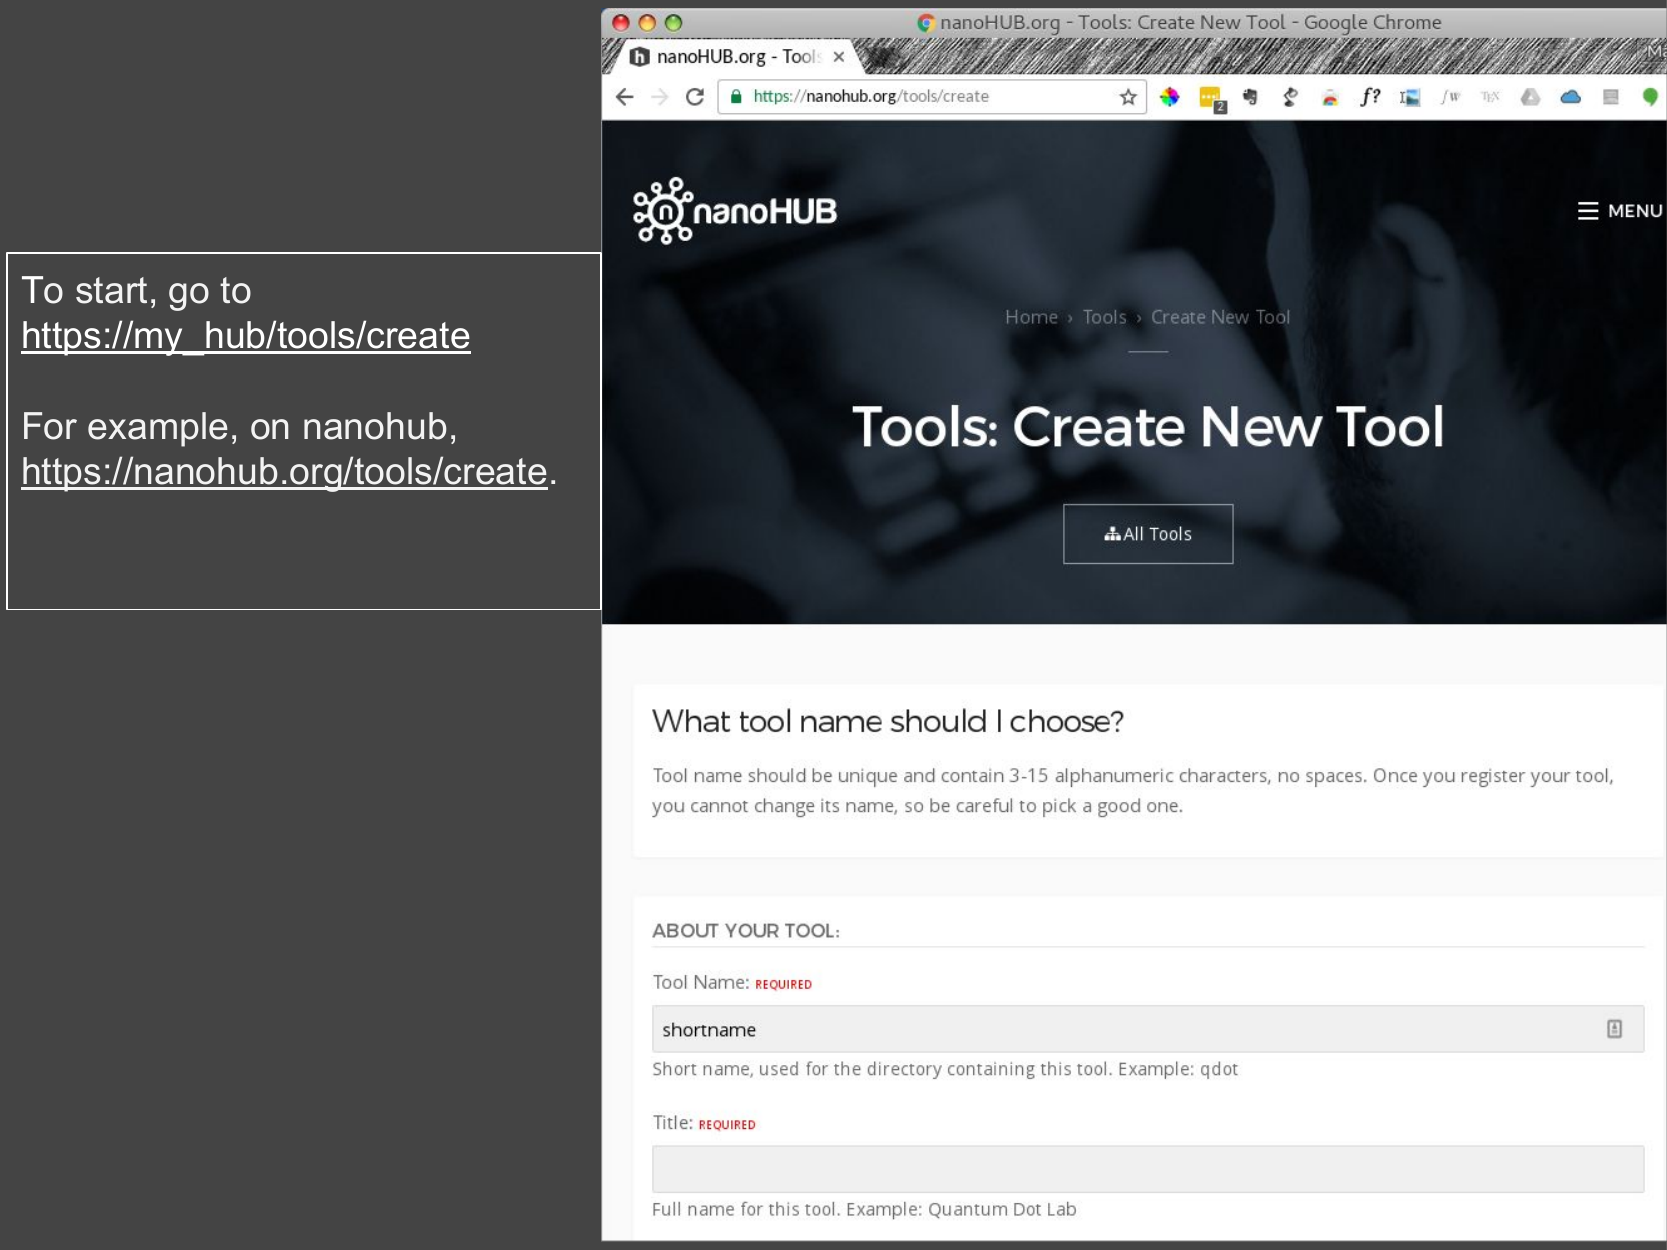 To start, go to
https://my_hub/tools/create
For example, on nanohub,
https://nanohub.org/tools/create.
nanoHUB.org - Tools: Create New Tool - Google Chrome
nanoHUB.org - Tools
https://nanohub.org/tools/create
2
f?
fw
TEX
nanoHUB
MENU
Home › Tools › Create New Tool
Tools: Create New Tool
All Tools
What tool name should I choose?
Tool name should be unique and contain 3-15 alphanumeric characters, no spaces. Once you register your tool,
you cannot change its name, so be careful to pick a good one.
ABOUT YOUR TOOL:
Tool Name: REQUIRED
shortname
Short name, used for the directory containing this tool. Example: qdot
Title: REQUIRED
Full name for this tool. Example: Quantum Dot Lab